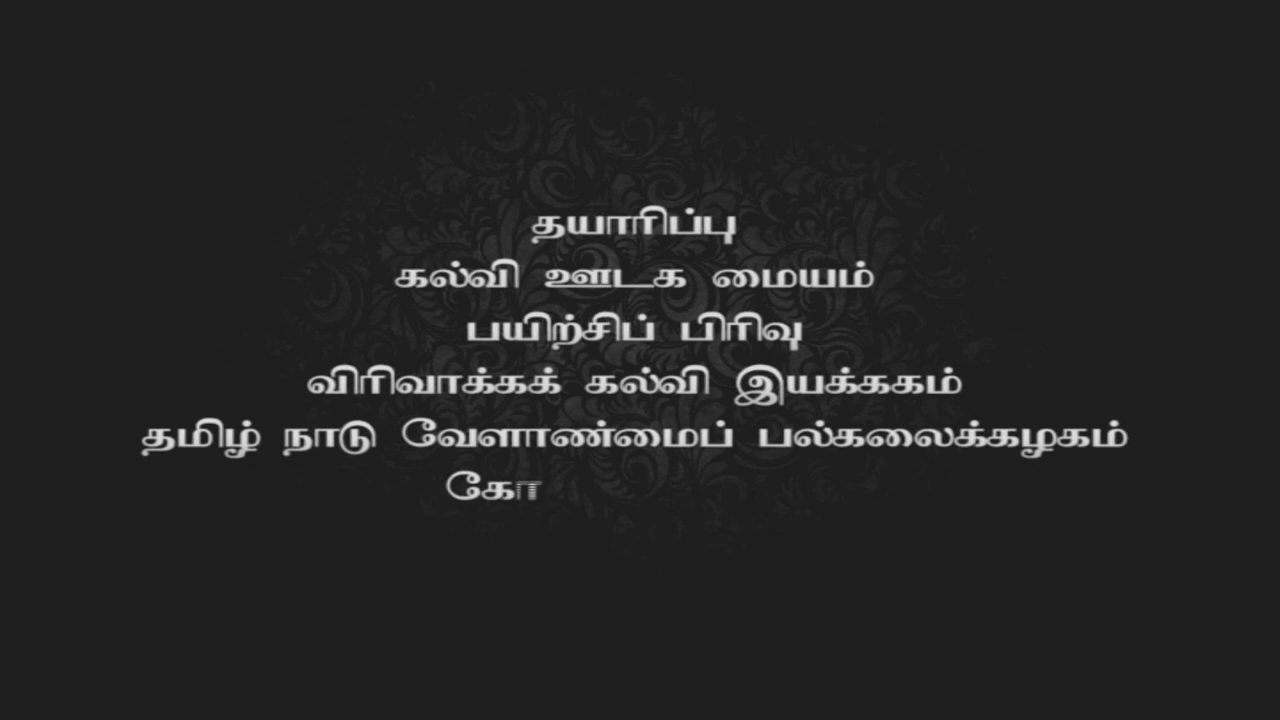 தயாரிப்பு
கல்வி ஊடக மையம்
பயிற்சிப் பிரிவு
விரிவாக்கக் கல்வி இயக்ககம்
தமிழ் நாடு வேளாண்மைப் பல்கலைக்கழகம்
கோ